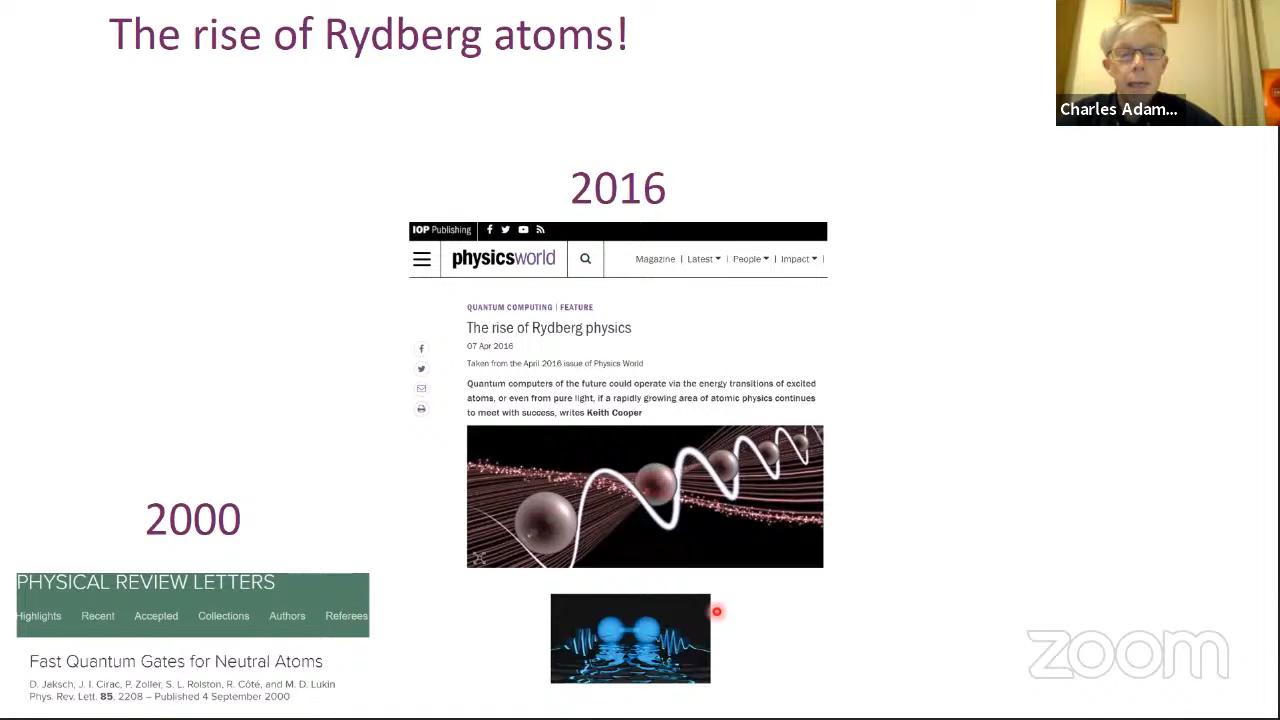 The rise of Rydberg atoms!
Charles Adam...
2016
IOP Publishing
physicsworld
Magazine | Latest | People | Impact |
QUANTUM COMPUTING | FEATURE
The rise of Rydberg physics
07 Apr 2016
Taken from the April 2016 issue of Physics World
Quantum computers of the future could operate via the energy transitions of excited
atoms, or even from pure light, if a rapidly growing area of atomic physics continues
to meet with success, writes Keith Cooper
2000
PHYSICAL REVIEW LETTERS
Highlights Recent Accepted Collections Authors Referees
Fast Quantum Gates for Neutral Atoms
D. Jaksch, J. I. Cirac, P. Zoller, S. L. Rolston, R. Côté, and M. D. Lukin
Phys. Rev. Lett. 85, 2208 – Published 4 September 2000
zoom